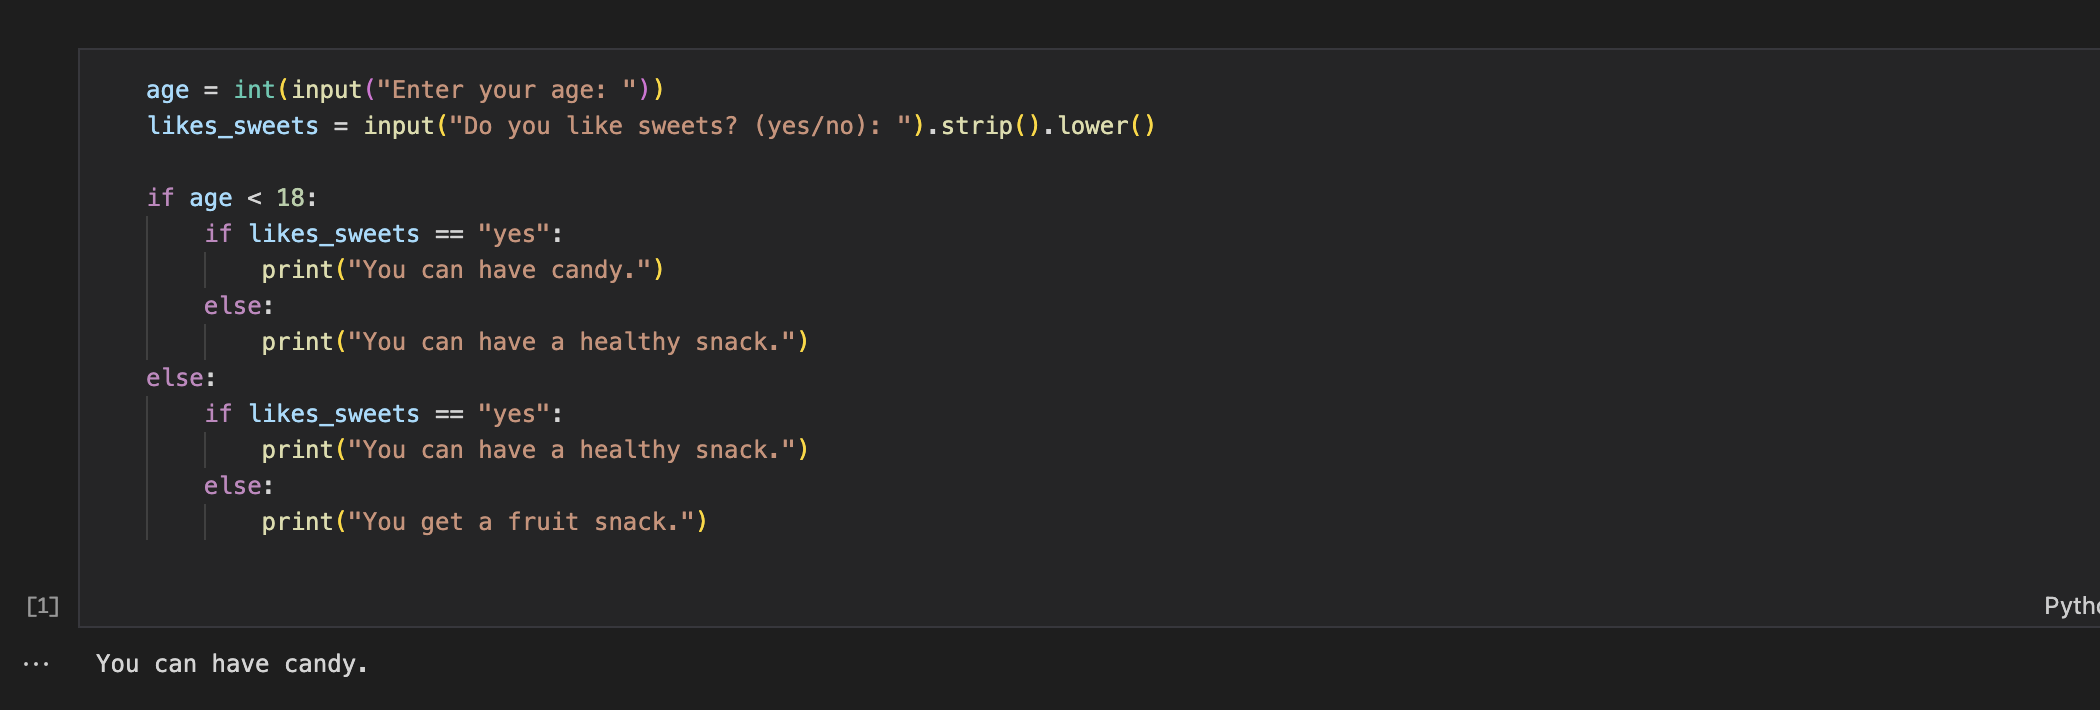 age = int(input("Enter your age: "))
likes_sweets = input("Do you like sweets? (yes/no): ").strip().lower()
if age < 18:
    if likes_sweets == "yes":
        print("You can have candy.")
    else:
        print("You can have a healthy snack.")
else:
    if likes_sweets == "yes":
        print("You can have a healthy snack.")
    else:
        print("You get a fruit snack.")
[1]
... You can have candy.